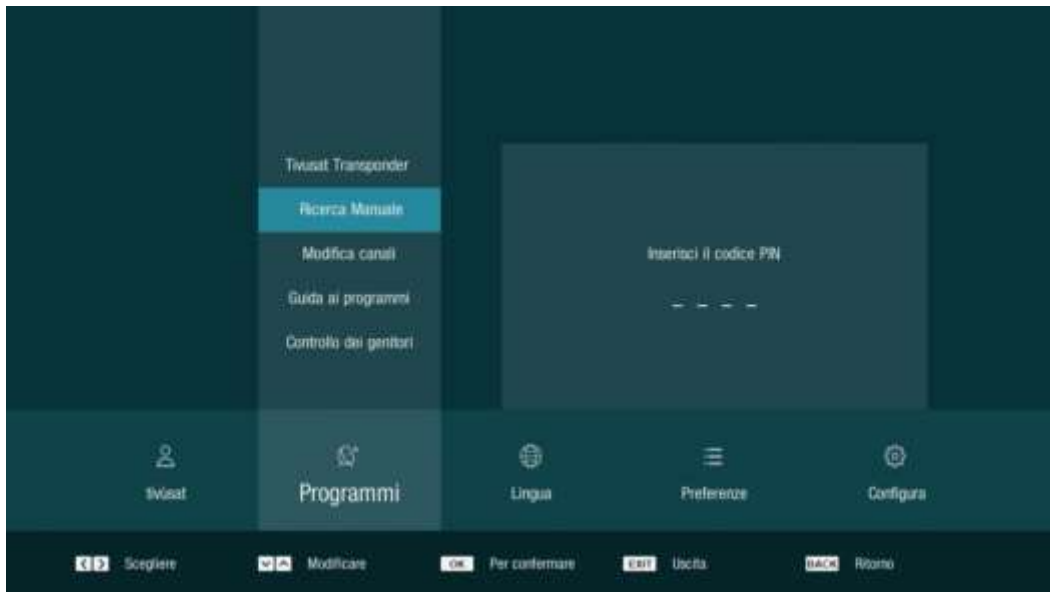 Tivusat Transponder
Ricerca Manuale
Modifica canali
Guida ai programmi
Controllo dei genitori
Inserisci il codice PIN
_ _ _ _
tivùsat
Programmi
Lingua
Preferenze
Configura
Scegliere
Modificare
OK Per confermare
EXIT Uscita
BACK Ritorno